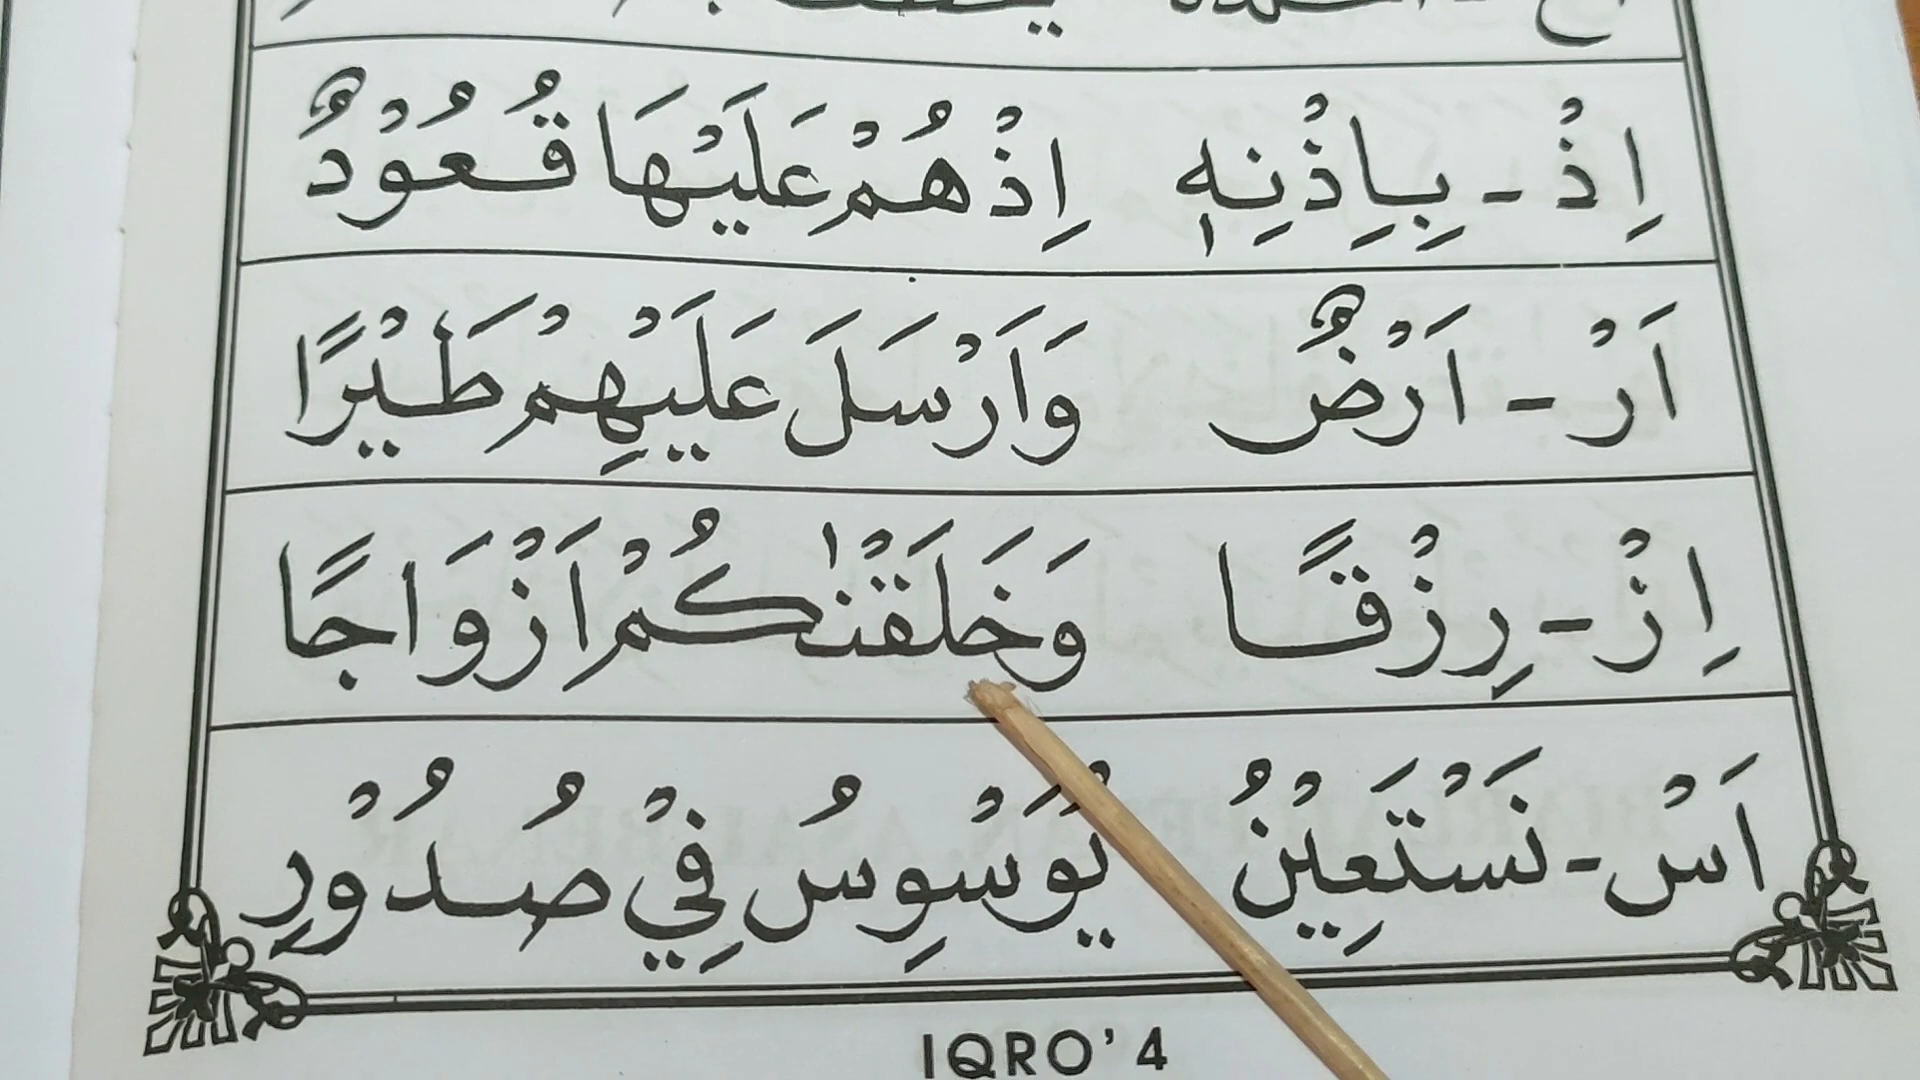 اِذْ - بِاِذْنِهٖ اِذْهُمْ عَلَيْهَا قُعُوْدٌ
اَرْ - اَرْضٌ وَاَرْسَلَ عَلَيْهِمْ طَيْرًا
اِزْ - رِزْقًا وَخَلَقْنٰكُمْ اَزْوَاجًا
اَسْ - نَسْتَعِيْنُ يُوَسْوِسُ فِيْ صُدُوْرِ
IQRO' 4